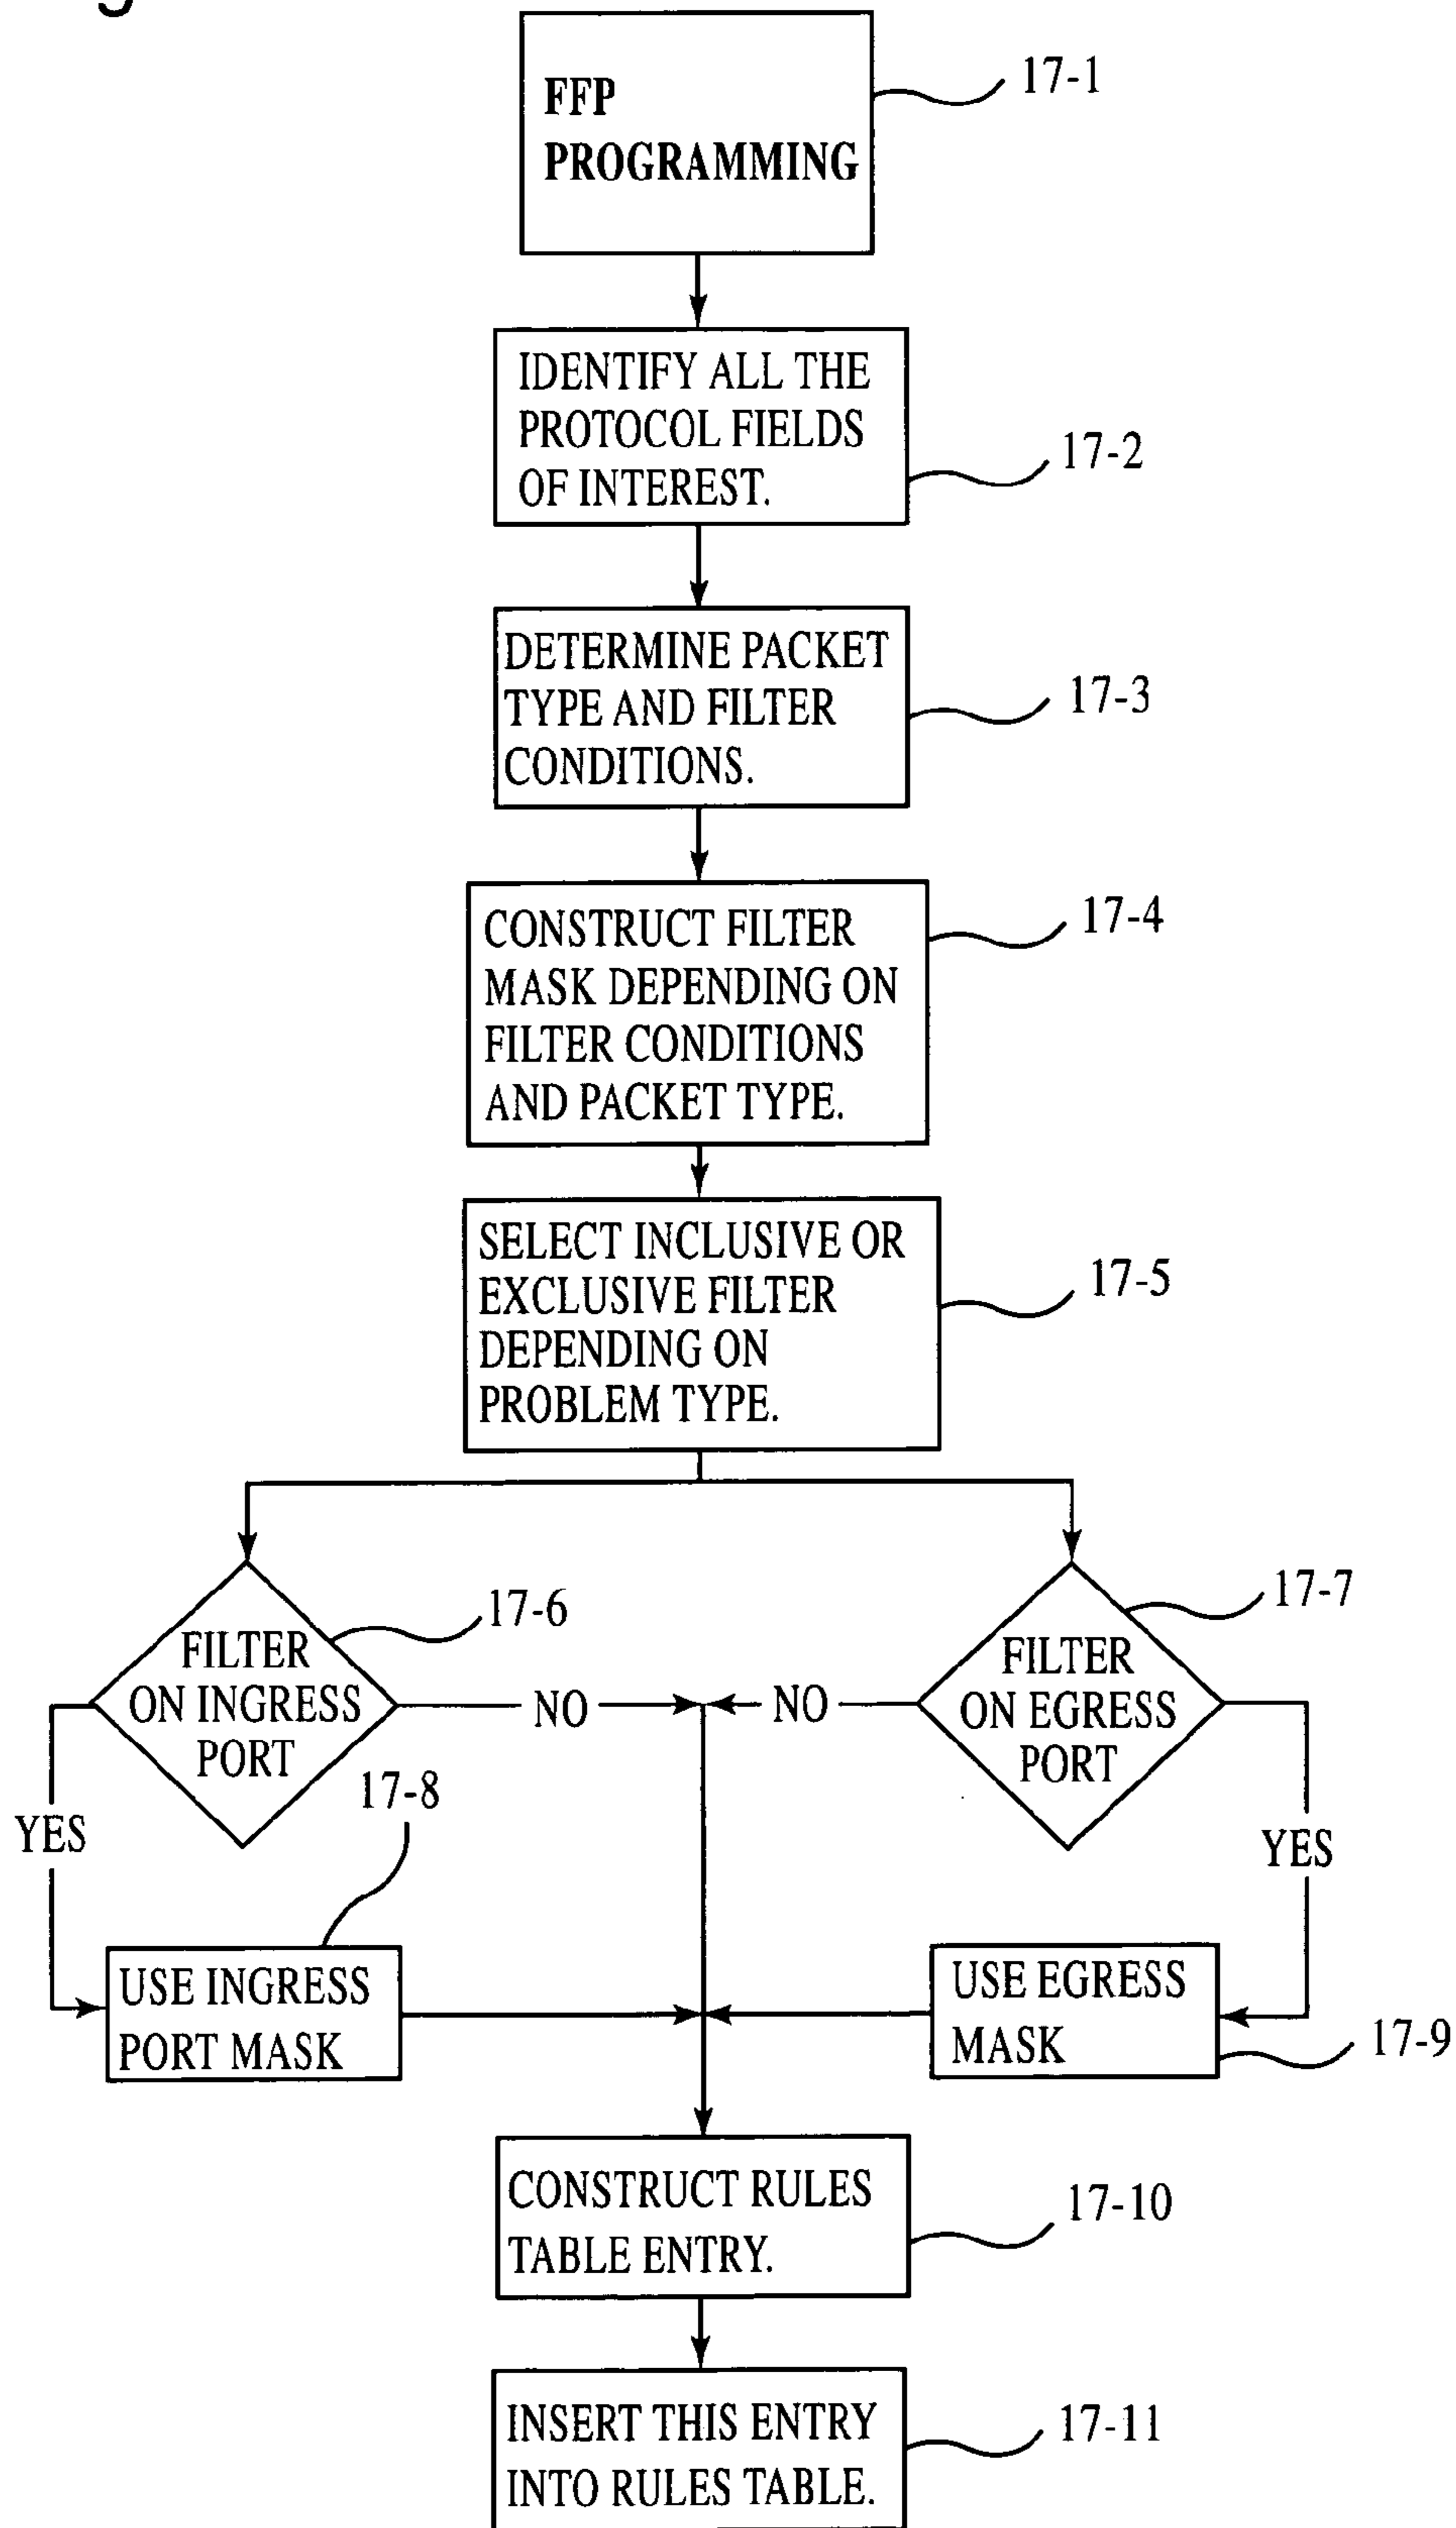 FFP
PROGRAMMING
17-1
IDENTIFY ALL THE
PROTOCOL FIELDS
OF INTEREST.
17-2
DETERMINE PACKET
TYPE AND FILTER
CONDITIONS.
17-3
CONSTRUCT FILTER
MASK DEPENDING ON
FILTER CONDITIONS
AND PACKET TYPE.
17-4
SELECT INCLUSIVE OR
EXCLUSIVE FILTER
DEPENDING ON
PROBLEM TYPE.
17-5
FILTER
ON INGRESS
PORT
17-6
NO
NO
FILTER
ON EGRESS
PORT
17-7
YES
YES
17-8
USE INGRESS
PORT MASK
USE EGRESS
MASK
17-9
CONSTRUCT RULES
TABLE ENTRY.
17-10
INSERT THIS ENTRY
INTO RULES TABLE.
17-11